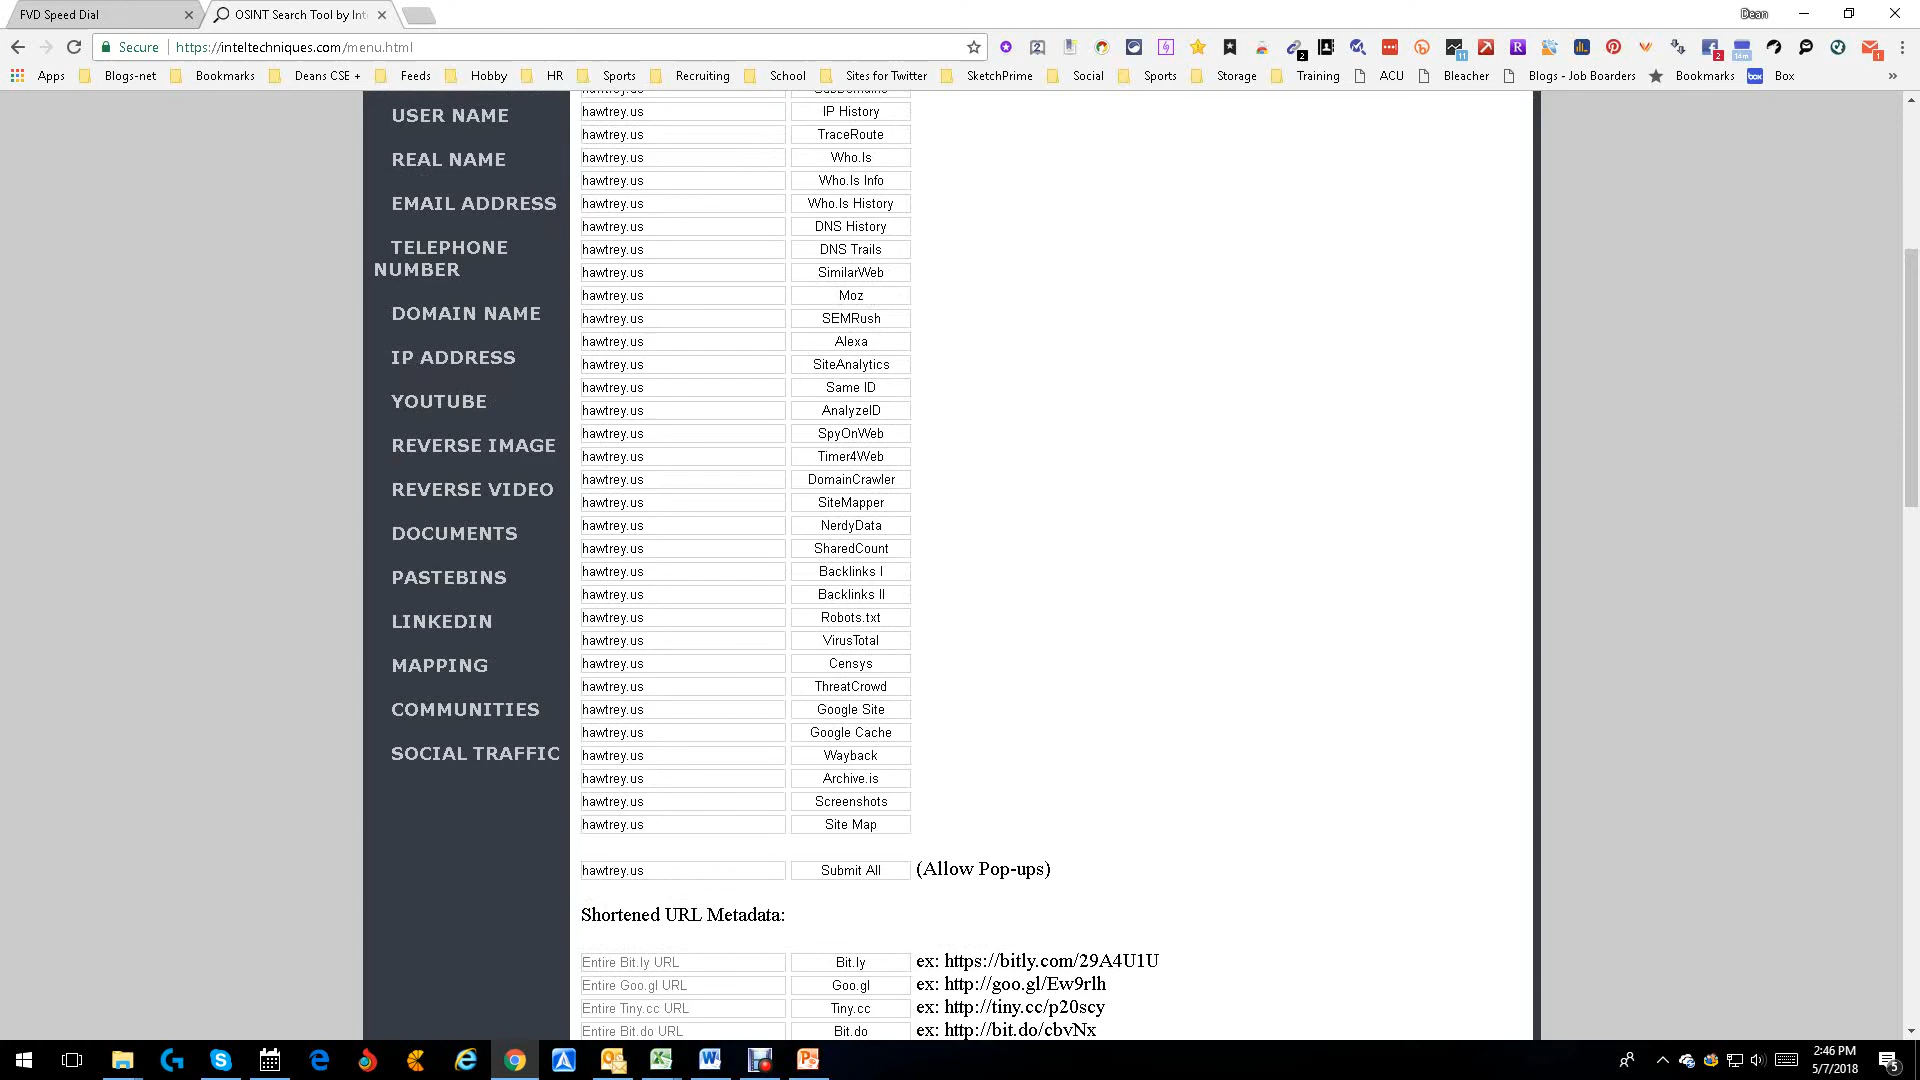 FVD Speed Dial
OSINT Search Tool by Int
Dean
Secure
https://inteltechniques.com/menu.html
Apps
Blogs-net
Bookmarks
Deans CSE +
Feeds
Hobby
HR
Sports
Recruiting
School
Sites for Twitter
SketchPrime
Social
Sports
Storage
Training
ACU
Bleacher
Blogs - Job Boarders
Bookmarks
Box
»
USER NAME
REAL NAME
EMAIL ADDRESS
TELEPHONE
NUMBER
DOMAIN NAME
IP ADDRESS
YOUTUBE
REVERSE IMAGE
REVERSE VIDEO
DOCUMENTS
PASTEBINS
LINKEDIN
MAPPING
COMMUNITIES
SOCIAL TRAFFIC
SubDomains
hawtrey.us IP History
hawtrey.us TraceRoute
hawtrey.us Who.Is
hawtrey.us Who.Is Info
hawtrey.us Who.Is History
hawtrey.us DNS History
hawtrey.us DNS Trails
hawtrey.us SimilarWeb
hawtrey.us Moz
hawtrey.us SEMRush
hawtrey.us Alexa
hawtrey.us SiteAnalytics
hawtrey.us Same ID
hawtrey.us AnalyzeID
hawtrey.us SpyOnWeb
hawtrey.us Timer4Web
hawtrey.us DomainCrawler
hawtrey.us SiteMapper
hawtrey.us NerdyData
hawtrey.us SharedCount
hawtrey.us Backlinks I
hawtrey.us Backlinks II
hawtrey.us Robots.txt
hawtrey.us VirusTotal
hawtrey.us Censys
hawtrey.us ThreatCrowd
hawtrey.us Google Site
hawtrey.us Google Cache
hawtrey.us Wayback
hawtrey.us Archive.is
hawtrey.us Screenshots
hawtrey.us Site Map
hawtrey.us Submit All (Allow Pop-ups)
Shortened URL Metadata:
Entire Bit.ly URL Bit.ly ex: https://bitly.com/29A4U1U
Entire Goo.gl URL Goo.gl ex: http://goo.gl/Ew9rlh
Entire Tiny.cc URL Tiny.cc ex: http://tiny.cc/p20scy
Entire Bit.do URL Bit.do ex: http://bit.do/cbvNx
2:46 PM
5/7/2018
5